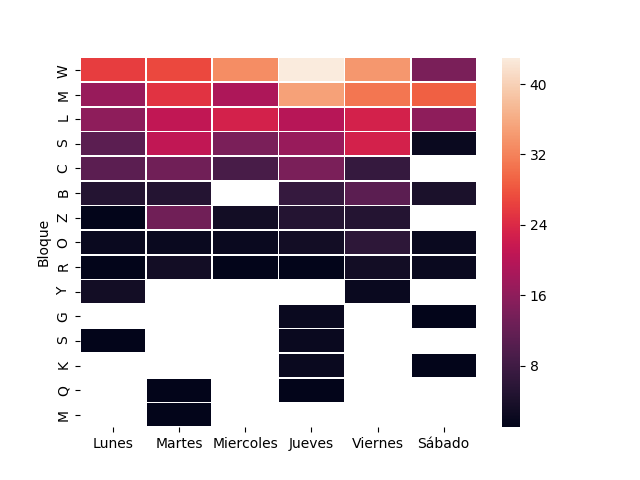 Bloque
W
M
L
S
C
B
Z
O
R
Y
G
S
K
Q
M
Lunes Martes Miercoles Jueves Viernes Sábado
40
32
24
16
8